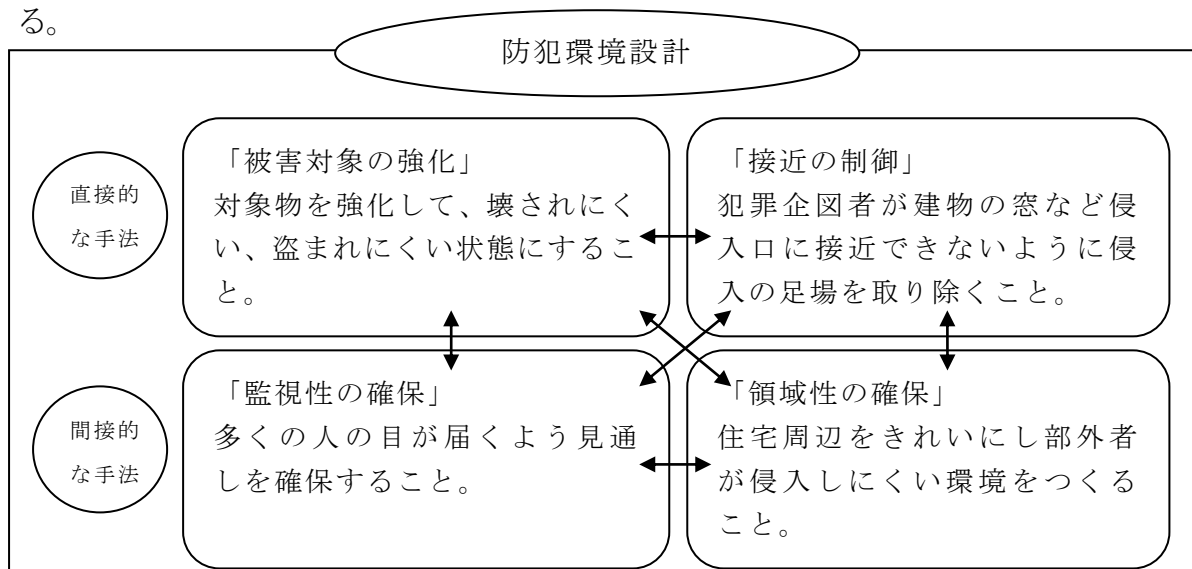 る。
防犯環境設計
直接的
な手法
「被害対象の強化」
対象物を強化して、壊されにく
い、盗まれにくい状態にするこ
と。
「接近の制御」
犯罪企図者が建物の窓など侵
入口に接近できないように侵
入の足場を取り除くこと。
間接的
な手法
「監視性の確保」
多くの人の目が届くよう見通
しを確保すること。
「領域性の確保」
住宅周辺をきれいにし部外者
が侵入しにくい環境をつくる
こと。